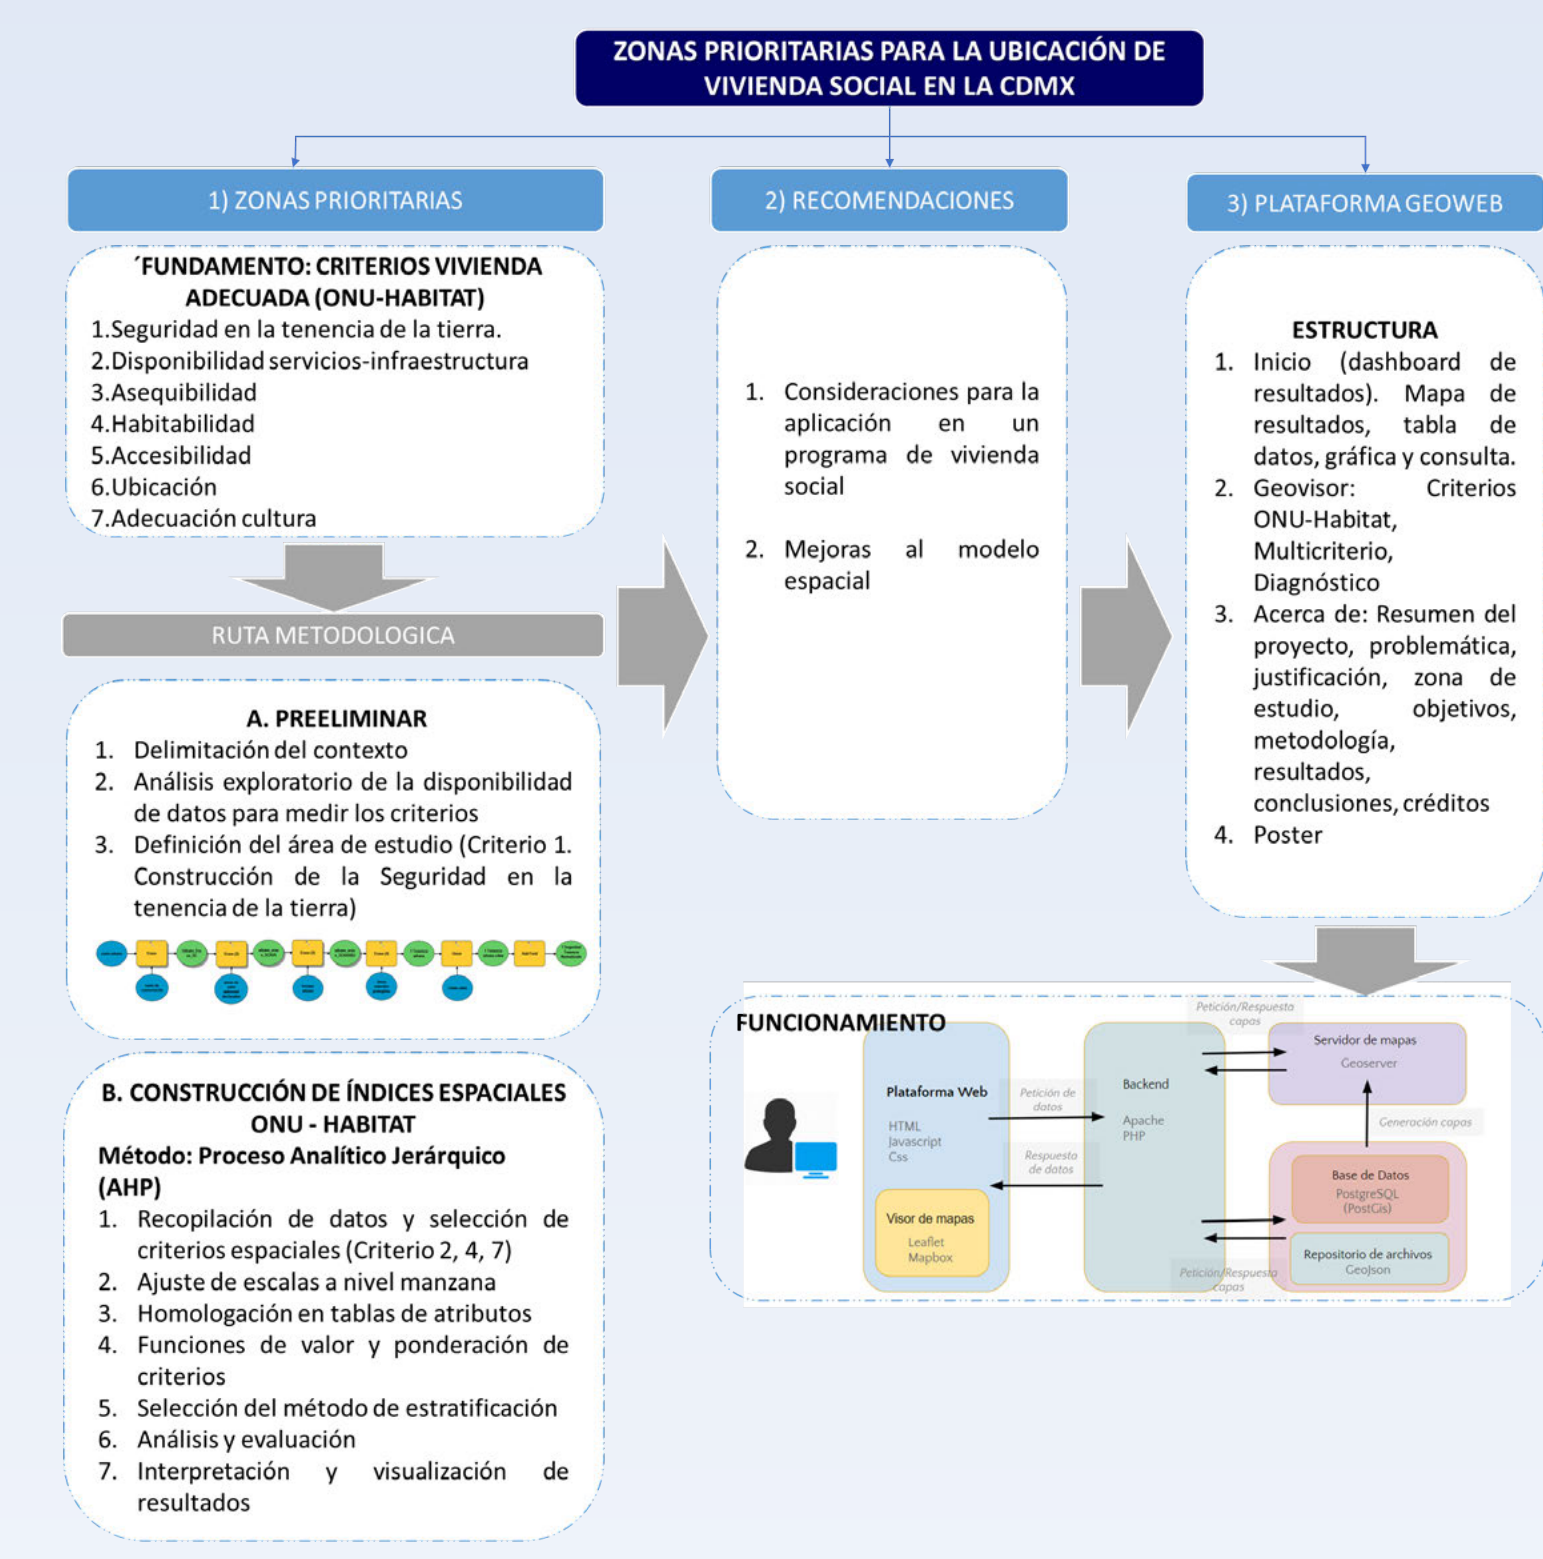 ZONAS PRIORITARIAS PARA LA UBICACIÓN DE
VIVIENDA SOCIAL EN LA CDMX
1) ZONAS PRIORITARIAS
´FUNDAMENTO: CRITERIOS VIVIENDA
ADECUADA (ONU-HABITAT)
1.Seguridad en la tenencia de la tierra.
2.Disponibilidad servicios-infraestructura
3.Asequibilidad
4.Habitabilidad
5.Accesibilidad
6.Ubicación
7.Adecuación cultura
RUTA METODOLOGICA
A. PREELIMINAR
1. Delimitación del contexto
2. Análisis exploratorio de la disponibilidad
de datos para medir los criterios
3. Definición del área de estudio (Criterio 1.
Construcción de la Seguridad en la
tenencia de la tierra)
B. CONSTRUCCIÓN DE ÍNDICES ESPACIALES
ONU - HABITAT
Método: Proceso Analítico Jerárquico
(AHP)
1. Recopilación de datos y selección de
criterios espaciales (Criterio 2, 4, 7)
2. Ajuste de escalas a nivel manzana
3. Homologación en tablas de atributos
4. Funciones de valor y ponderación de
criterios
5. Selección del método de estratificación
6. Análisis y evaluación
7. Interpretación y visualización de
resultados
2) RECOMENDACIONES
1. Consideraciones para la
aplicación en un
programa de vivienda
social
2. Mejoras al modelo
espacial
3) PLATAFORMA GEOWEB
ESTRUCTURA
1. Inicio (dashboard de
resultados). Mapa de
resultados, tabla de
datos, gráfica y consulta.
2. Geovisor: Criterios
ONU-Habitat,
Multicriterio,
Diagnóstico
3. Acerca de: Resumen del
proyecto, problemática,
justificación, zona de
estudio, objetivos,
metodología,
resultados,
conclusiones, créditos
4. Poster
FUNCIONAMIENTO
Plataforma Web
HTML
Javascript
Css
Visor de mapas
Leaflet
Mapbox
Petición de
datos
Respuesta
de datos
Backend
Apache
PHP
Petición/Respuesta
capas
Servidor de mapas
Geoserver
Generación capas
Base de Datos
PostgreSQL
(PostGis)
Repositorio de archivos
GeoJson
Petición/Respuesta
capas